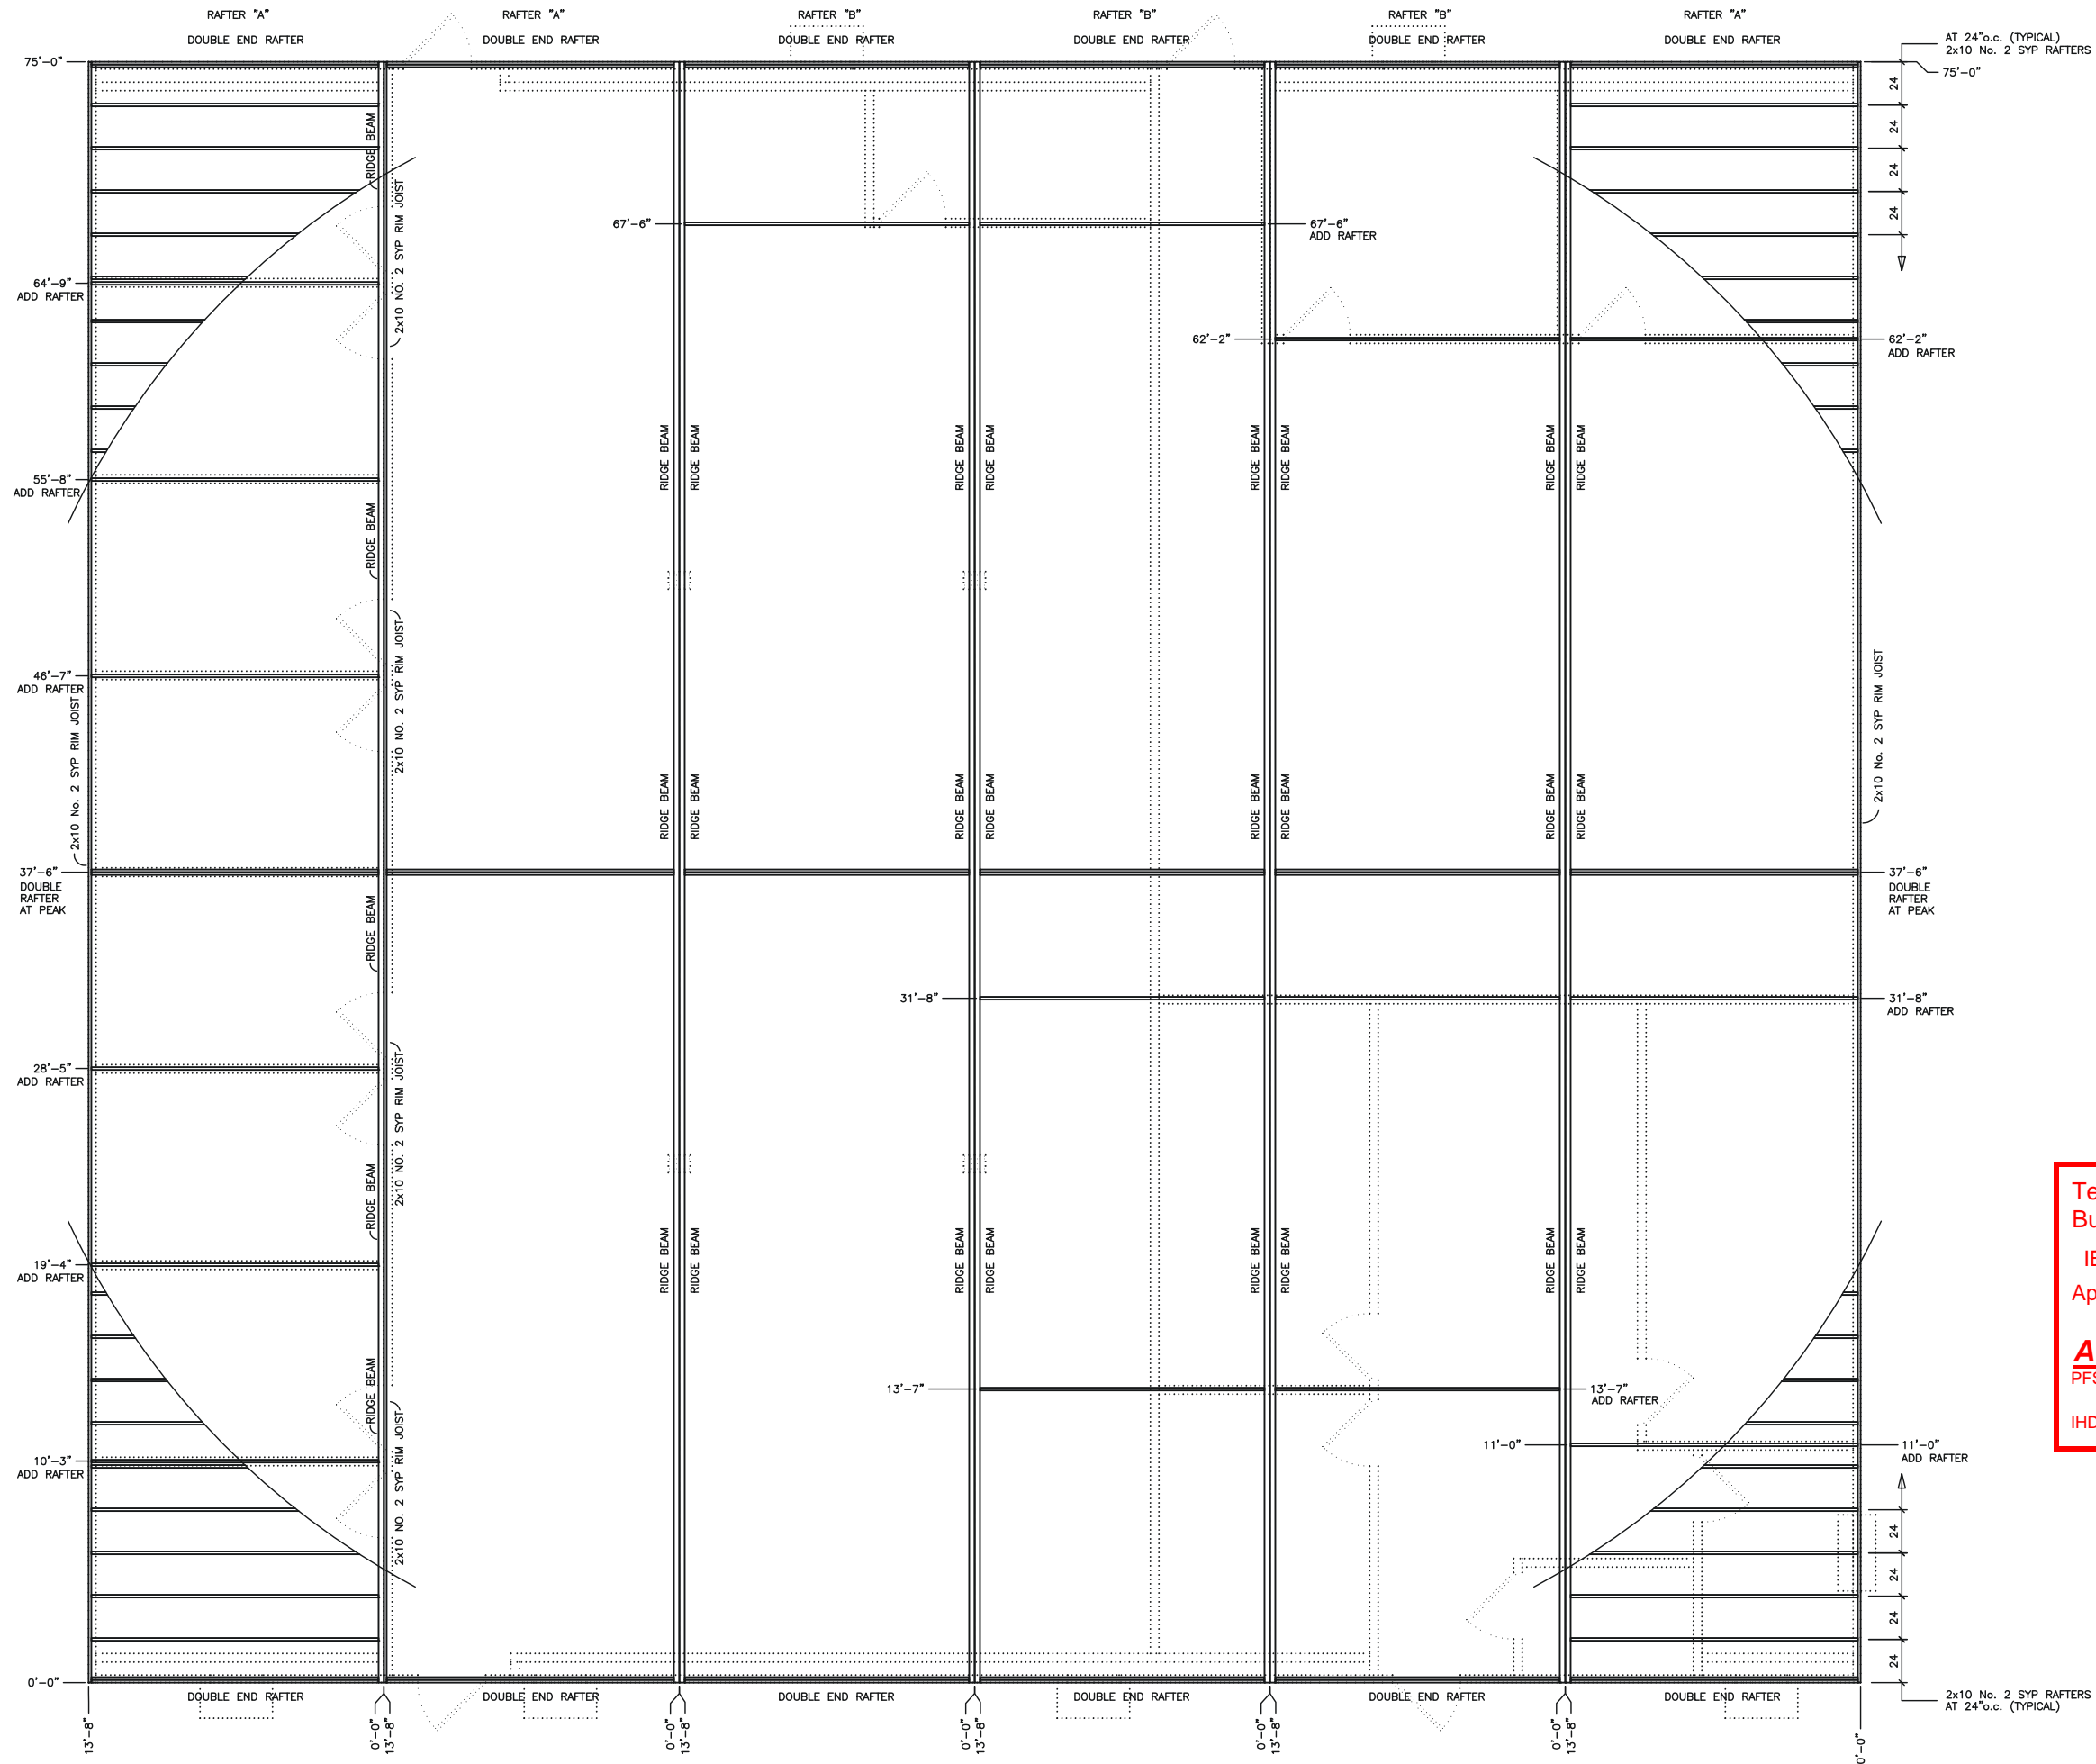 RAFTER "A"
RAFTER "A"
RAFTER "B"
RAFTER "B"
RAFTER "B"
RAFTER "A"
DOUBLE END RAFTER
DOUBLE END RAFTER
DOUBLE END RAFTER
DOUBLE END RAFTER
DOUBLE END RAFTER
DOUBLE END RAFTER
AT 24"o.c. (TYPICAL)
2x10 No. 2 SYP RAFTERS
75'-0"
75'-0"
24
24
24
24
RIDGE BEAM
2x10 NO. 2 SYP RIM JOIST
67'-6"
67'-6"
ADD RAFTER
64'-9"
ADD RAFTER
62'-2"
62'-2"
ADD RAFTER
RIDGE BEAM
RIDGE BEAM
RIDGE BEAM
RIDGE BEAM
RIDGE BEAM
RIDGE BEAM
RIDGE BEAM
RIDGE BEAM
55'-8"
ADD RAFTER
RIDGE BEAM
2x10 NO. 2 SYP RIM JOIST
46'-7"
ADD RAFTER
2x10 No. 2 SYP RIM JOIST
2x10 No. 2 SYP RIM JOIST
RIDGE BEAM
RIDGE BEAM
RIDGE BEAM
RIDGE BEAM
RIDGE BEAM
RIDGE BEAM
RIDGE BEAM
RIDGE BEAM
37'-6"
DOUBLE
RAFTER
AT PEAK
37'-6"
DOUBLE
RAFTER
AT PEAK
RIDGE BEAM
31'-8"
31'-8"
ADD RAFTER
28'-5"
ADD RAFTER
2x10 NO. 2 SYP RIM JOIST
RIDGE BEAM
RIDGE BEAM
RIDGE BEAM
RIDGE BEAM
RIDGE BEAM
RIDGE BEAM
RIDGE BEAM
RIDGE BEAM
RIDGE BEAM
19'-4"
ADD RAFTER
Te
Bu
IE
Ap
A
PFS
IHD
RIDGE BEAM
13'-7"
13'-7"
ADD RAFTER
2x10 NO. 2 SYP RIM JOIST
11'-0"
11'-0"
ADD RAFTER
10'-3"
ADD RAFTER
24
24
24
24
0'-0"
DOUBLE END RAFTER
DOUBLE END RAFTER
DOUBLE END RAFTER
DOUBLE END RAFTER
DOUBLE END RAFTER
DOUBLE END RAFTER
2x10 No. 2 SYP RAFTERS
AT 24"o.c. (TYPICAL)
13'-8"
0'-0"
13'-8"
0'-0"
13'-8"
0'-0"
13'-8"
0'-0"
13'-8"
0'-0"
13'-8"
0'-0"